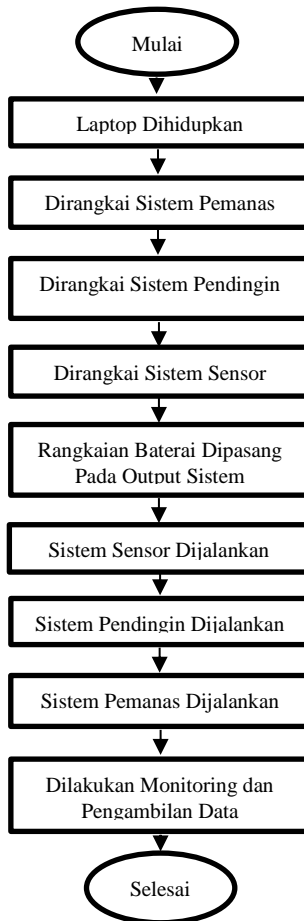 Mulai
Laptop Dihidupkan
Dirangkai Sistem Pemanas
Dirangkai Sistem Pendingin
Dirangkai Sistem Sensor
Rangkaian Baterai Dipasang
Pada Output Sistem
Sistem Sensor Dijalankan
Sistem Pendingin Dijalankan
Sistem Pemanas Dijalankan
Dilakukan Monitoring dan
Pengambilan Data
Selesai